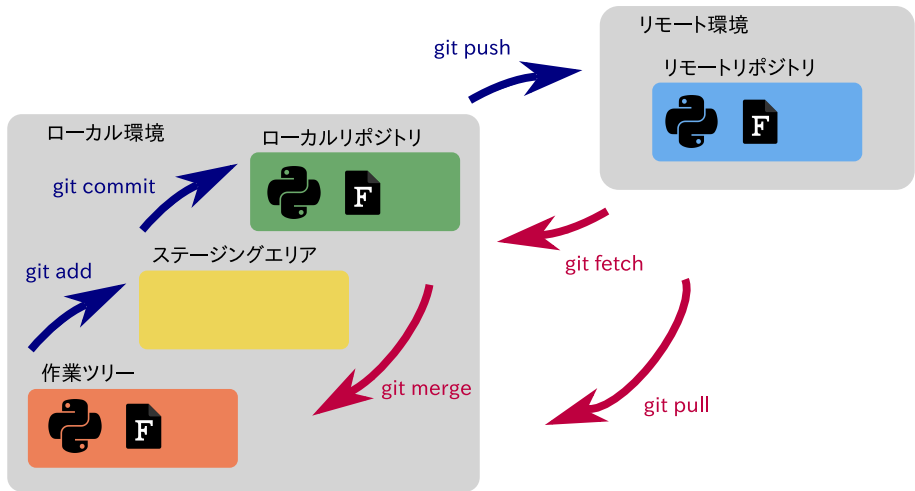 リモート環境
リモートリポジトリ
F
git push
ローカル環境
ローカルリポジトリ
F
git commit
ステージングエリア
git add
git fetch
作業ツリー
F
git merge
git pull